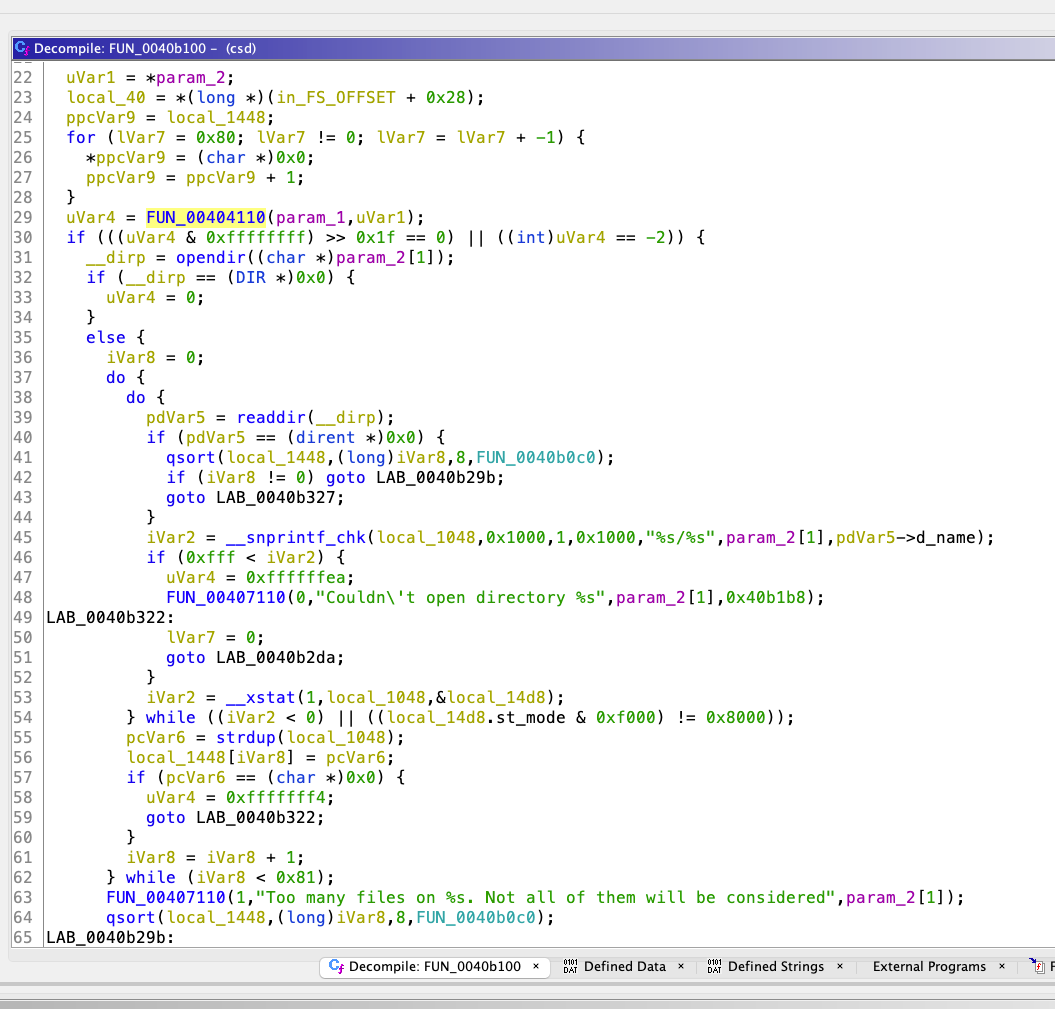 Decompile: FUN_0040b100 – (csd)
22 uVar1 = *param_2;
23 local_40 = *(long *)(in_FS_OFFSET + 0x28);
24 ppcVar9 = local_1448;
25 for (lVar7 = 0x80; lVar7 != 0; lVar7 = lVar7 + -1) {
26 *ppcVar9 = (char *)0x0;
27 ppcVar9 = ppcVar9 + 1;
28 }
29 uVar4 = FUN_00404110(param_1,uVar1);
30 if (((uVar4 & 0xffffffff) >> 0x1f == 0) || ((int)uVar4 == -2)) {
31 __dirp = opendir((char *)param_2[1]);
32 if (__dirp == (DIR *)0x0) {
33 uVar4 = 0;
34 }
35 else {
36 iVar8 = 0;
37 do {
38 do {
39 pdVar5 = readdir(__dirp);
40 if (pdVar5 == (dirent *)0x0) {
41 qsort(local_1448,(long)iVar8,8,FUN_0040b0c0);
42 if (iVar8 != 0) goto LAB_0040b29b;
43 goto LAB_0040b327;
44 }
45 iVar2 = __snprintf_chk(local_1048,0x1000,1,0x1000,"%s/%s",param_2[1],pdVar5->d_name);
46 if (0xfff < iVar2) {
47 uVar4 = 0xffffffea;
48 FUN_00407110(0,"Couldn\'t open directory %s",param_2[1],0x40b1b8);
49 LAB_0040b322:
50 lVar7 = 0;
51 goto LAB_0040b2da;
52 }
53 iVar2 = __xstat(1,local_1048,&local_14d8);
54 } while ((iVar2 < 0) || ((local_14d8.st_mode & 0xf000) != 0x8000));
55 pcVar6 = strdup(local_1048);
56 local_1448[iVar8] = pcVar6;
57 if (pcVar6 == (char *)0x0) {
58 uVar4 = 0xfffffff4;
59 goto LAB_0040b322;
60 }
61 iVar8 = iVar8 + 1;
62 } while (iVar8 < 0x81);
63 FUN_00407110(1,"Too many files on %s. Not all of them will be considered",param_2[1]);
64 qsort(local_1448,(long)iVar8,8,FUN_0040b0c0);
65 LAB_0040b29b:
Decompile: FUN_0040b100 × Defined Data × Defined Strings × External Programs ×